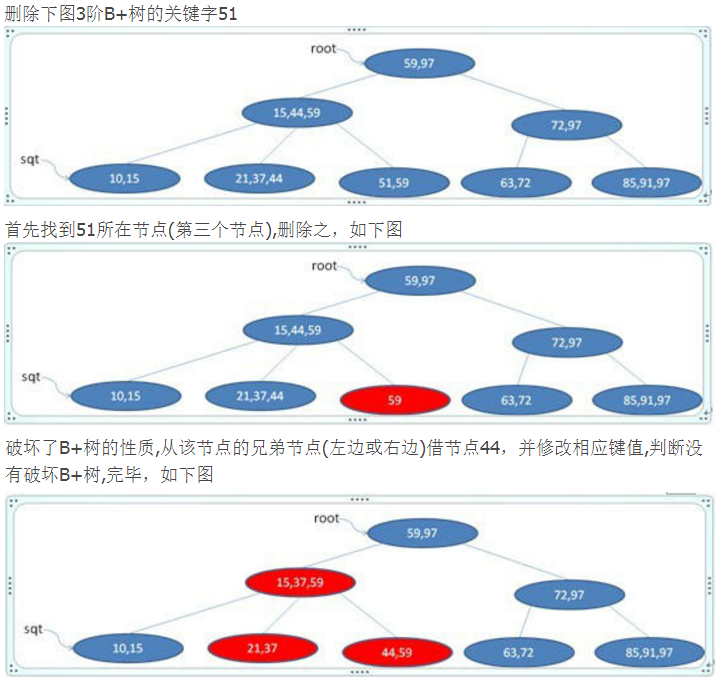 删除下图3阶B+树的关键字51
root
59,97
15,44,59
72,97
sqt
10,15
21,37,44
51,59
63,72
85,91,97
首先找到51所在节点(第三个节点),删除之，如下图
root
59,97
15,44,59
72,97
sqt
10,15
21,37,44
59
63,72
85,91,97
破坏了B+树的性质,从该节点的兄弟节点(左边或右边)借节点44，并修改相应键值,判断没
有破坏B+树,完毕，如下图
root
59,97
15,37,59
72,97
sqt
10,15
21,37
44,59
63,72
85,91,97